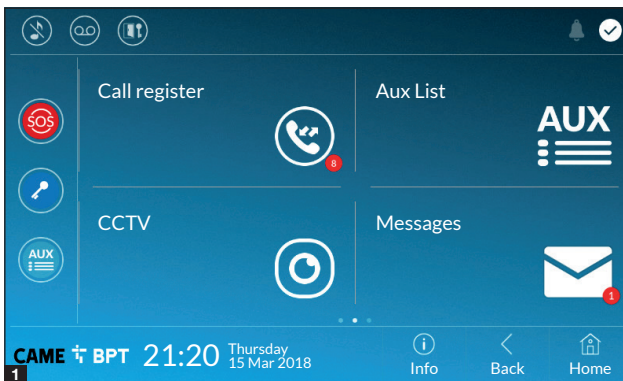 Call register
Aux List
SOS
8
AUX
CCTV
Messages
AUX
1
CAME BPT 21:20 Thursday
15 Mar 2018
Info
Back
Home
1